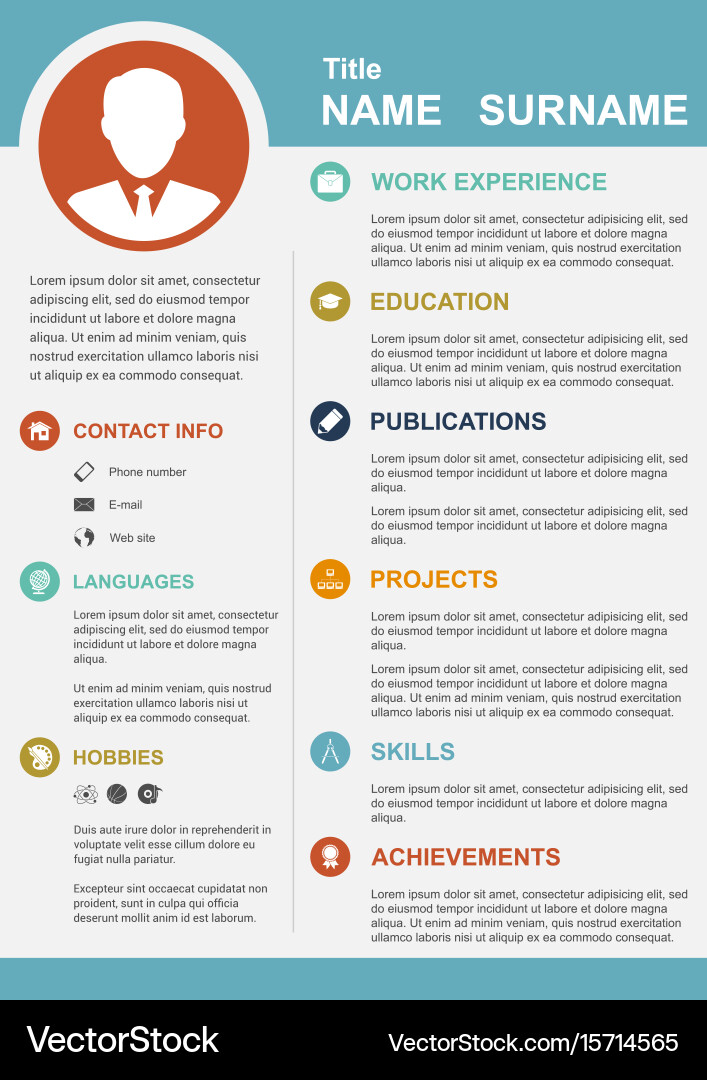 Title
NAME SURNAME
Lorem ipsum dolor sit amet, consectetur
adipiscing elit, sed do eiusmod tempor
incididunt ut labore et dolore magna
aliqua. Ut enim ad minim veniam, quis
nostrud exercitation ullamco laboris nisi
ut aliquip ex ea commodo consequat.
CONTACT INFO
Phone number
E-mail
Web site
LANGUAGES
Lorem ipsum dolor sit amet, consectetur
adipiscing elit, sed do eiusmod tempor
incididunt ut labore et dolore magna
aliqua.
Ut enim ad minim veniam, quis nostrud
exercitation ullamco laboris nisi ut
aliquip ex ea commodo consequat.
HOBBIES
Duis aute irure dolor in reprehenderit in
voluptate velit esse cillum dolore eu
fugiat nulla pariatur.
Excepteur sint occaecat cupidatat non
proident, sunt in culpa qui officia
deserunt mollit anim id est laborum.
WORK EXPERIENCE
Lorem ipsum dolor sit amet, consectetur adipisicing elit, sed
do eiusmod tempor incididunt ut labore et dolore magna
aliqua. Ut enim ad minim veniam, quis nostrud exercitation
ullamco laboris nisi ut aliquip ex ea commodo consequat.
EDUCATION
Lorem ipsum dolor sit amet, consectetur adipisicing elit, sed
do eiusmod tempor incididunt ut labore et dolore magna
aliqua. Ut enim ad minim veniam, quis nostrud exercitation
ullamco laboris nisi ut aliquip ex ea commodo consequat.
PUBLICATIONS
Lorem ipsum dolor sit amet, consectetur adipisicing elit, sed
do eiusmod tempor incididunt ut labore et dolore magna
aliqua.
Lorem ipsum dolor sit amet, consectetur adipisicing elit, sed
do eiusmod tempor incididunt ut labore et dolore magna
aliqua.
PROJECTS
Lorem ipsum dolor sit amet, consectetur adipisicing elit, sed
do eiusmod tempor incididunt ut labore et dolore magna
aliqua.
Lorem ipsum dolor sit amet, consectetur adipisicing elit, sed
do eiusmod tempor incididunt ut labore et dolore magna
aliqua. Ut enim ad minim veniam, quis nostrud exercitation
ullamco laboris nisi ut aliquip ex ea commodo consequat.
SKILLS
Lorem ipsum dolor sit amet, consectetur adipisicing elit, sed
do eiusmod tempor incididunt ut labore et dolore magna
aliqua.
ACHIEVEMENTS
Lorem ipsum dolor sit amet, consectetur adipisicing elit, sed
do eiusmod tempor incididunt ut labore et dolore magna
aliqua. Ut enim ad minim veniam, quis nostrud exercitation
ullamco laboris nisi ut aliquip ex ea commodo consequat.
VectorStock
VectorStock.com/15714565